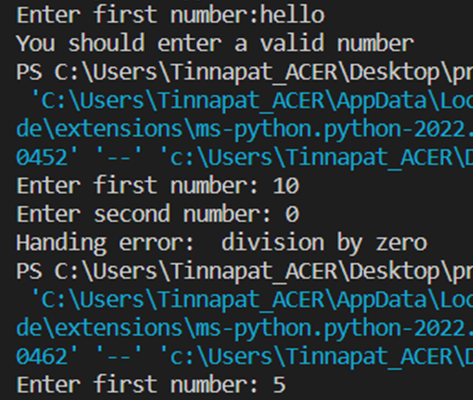 Enter first number:hello
You should enter a valid number
PS C:\Users\Tinnapat_ACER\Desktop\pr
'C:\Users\Tinnapat_ACER\AppData\Loc
de\extensions\ms-python.python-2022.
0452' '--' 'c:\Users\Tinnapat_ACER\D
Enter first number: 10
Enter second number: 0
Handing error:  division by zero
PS C:\Users\Tinnapat_ACER\Desktop\pr
'C:\Users\Tinnapat_ACER\AppData\Loc
de\extensions\ms-python.python-2022.
0462' '--' 'c:\Users\Tinnapat_ACER\D
Enter first number: 5